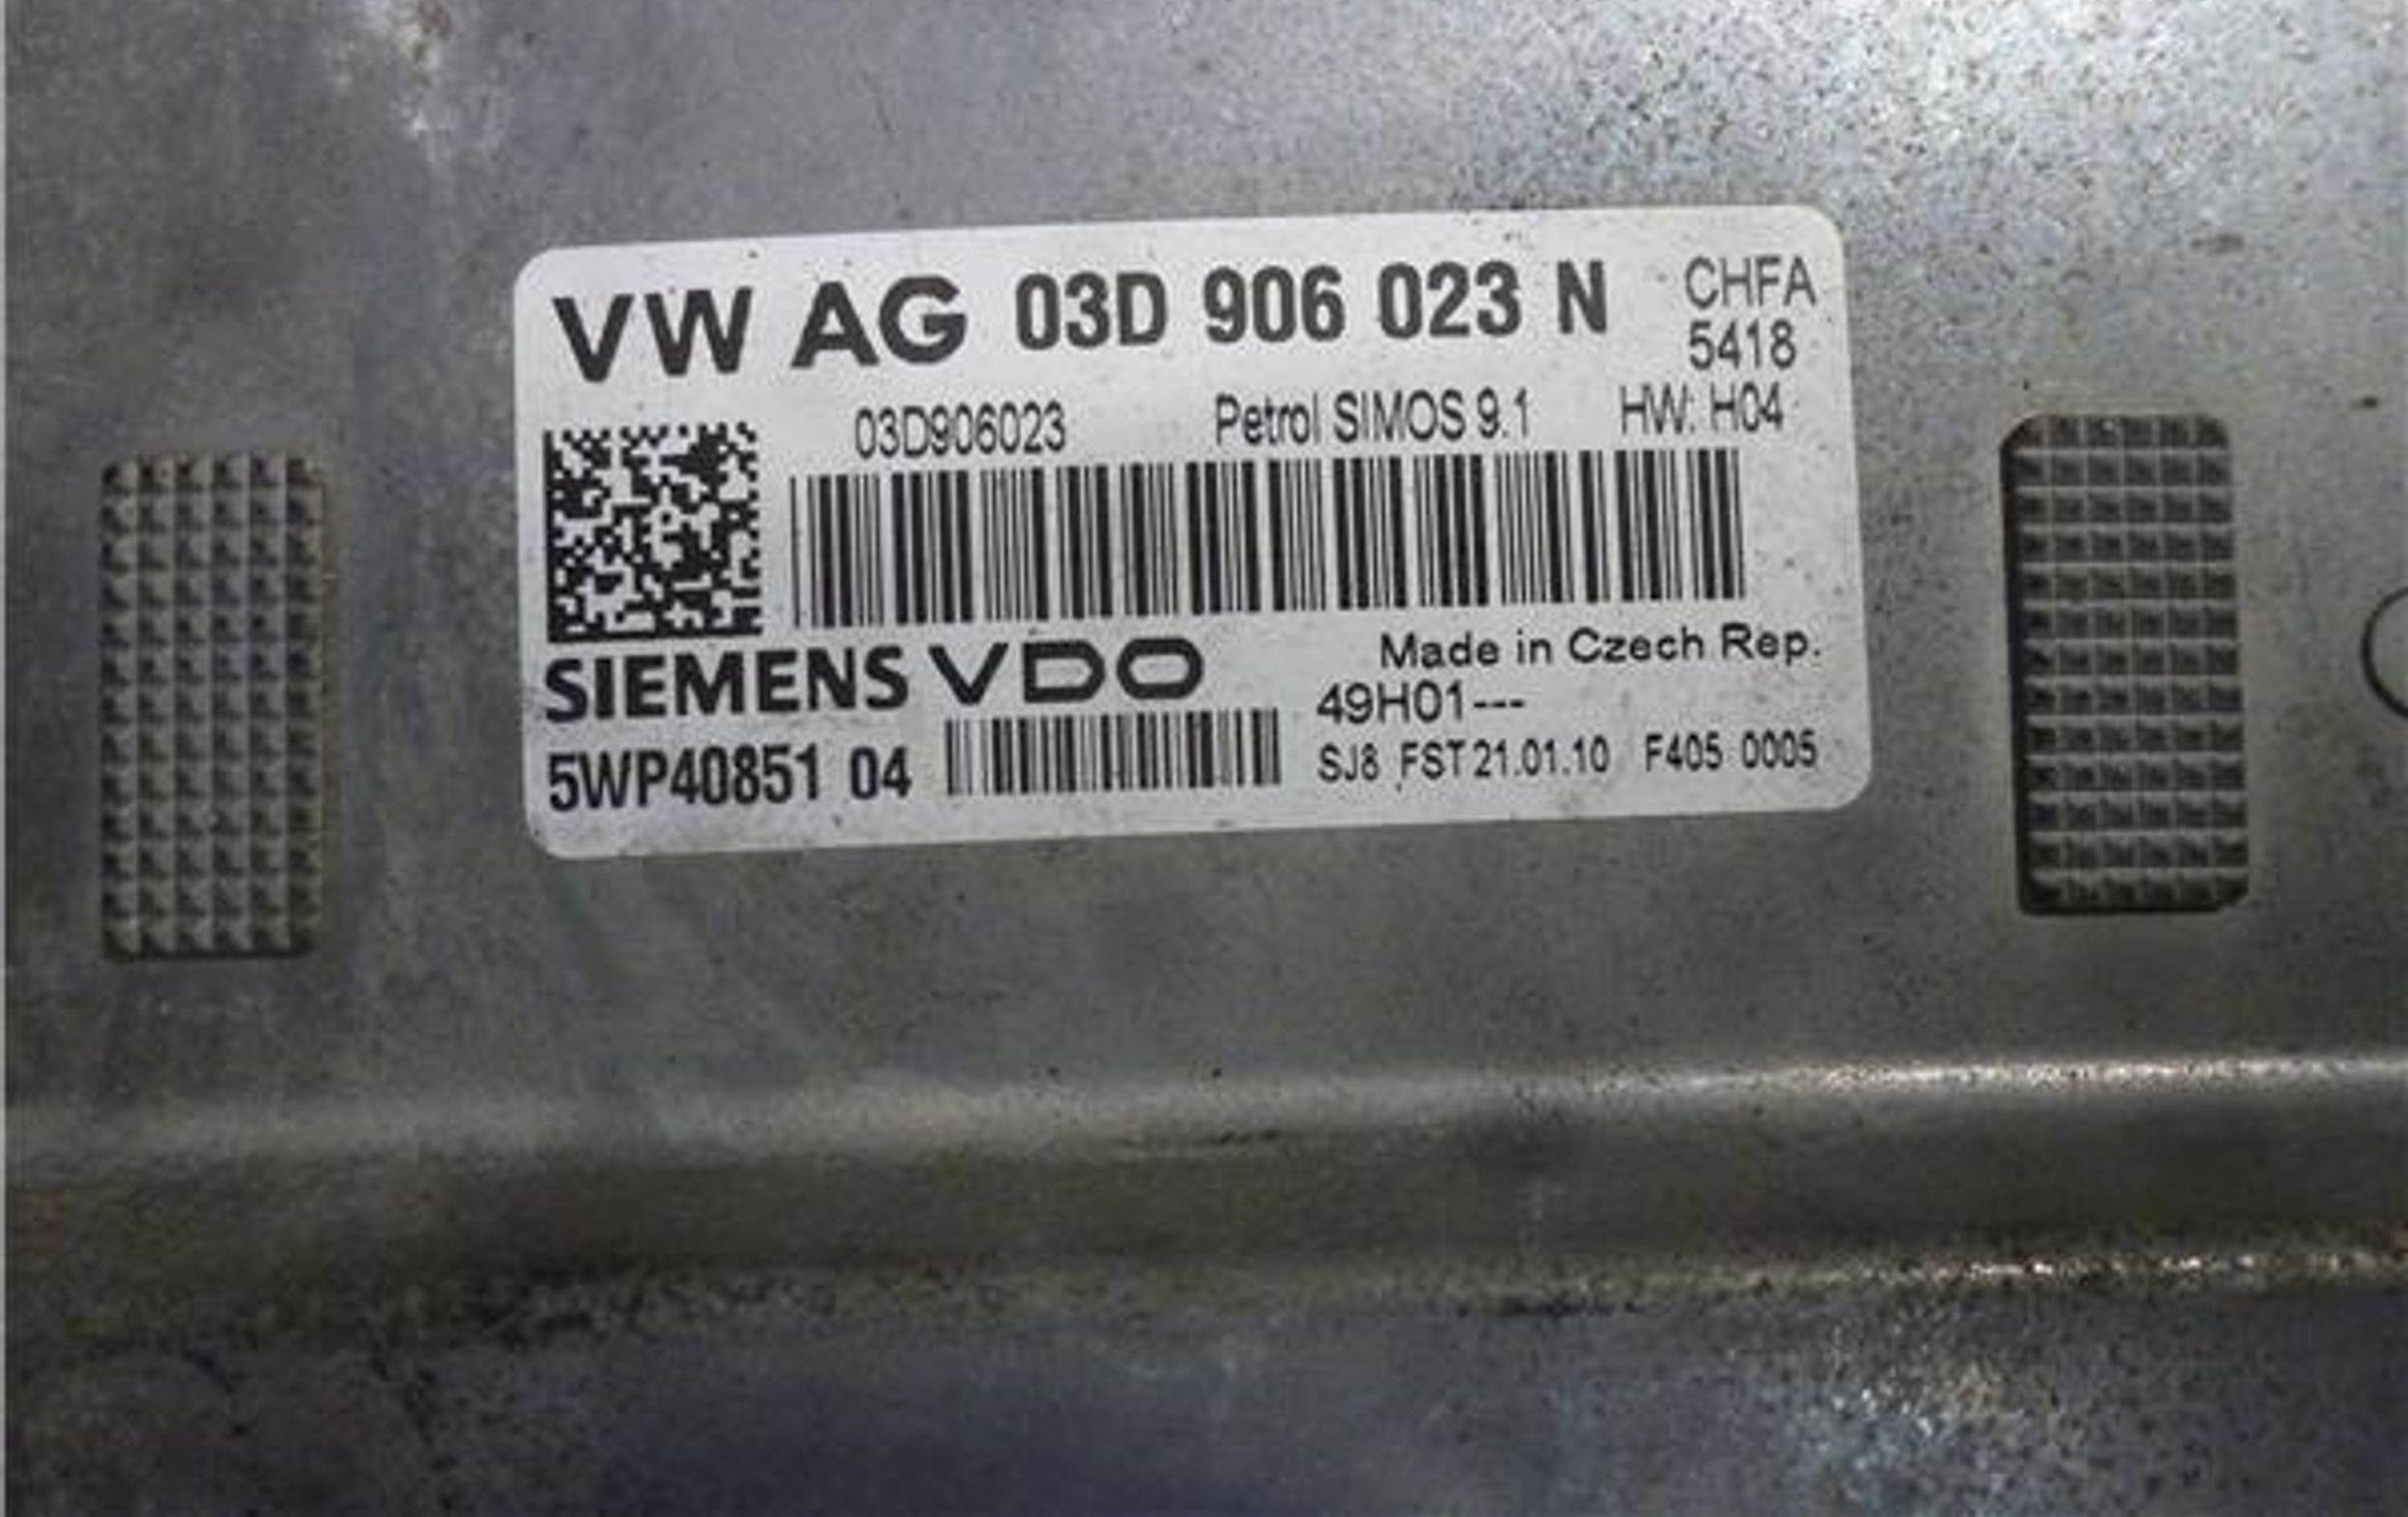 VW AG 03D 906 023 N
CHFA
5418
03D906023 Petrol SIMOS 9.1 HW: H04
SIEMENS VDO
Made in Czech Rep.
49H01---
5WP40851 04
SJ8 FST 21.01.10 F405 0005